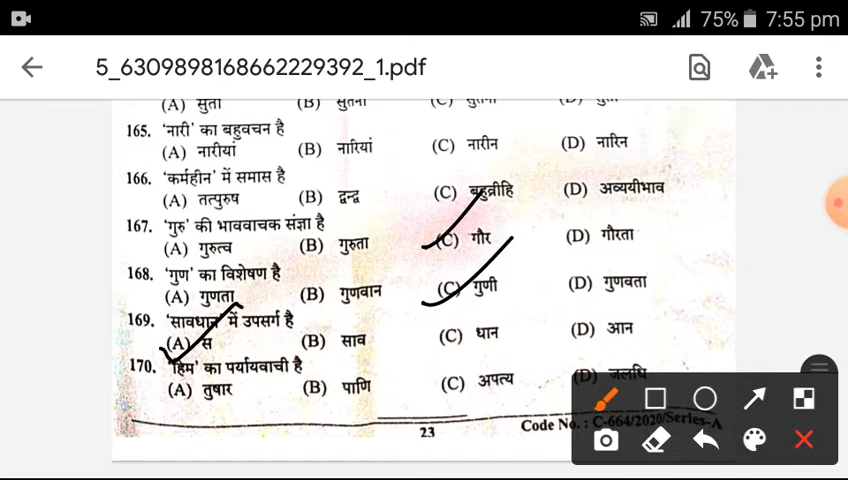 75% 7:55 pm
5_6309898168662229392_1.pdf
(A) सुता (B) सुतनी (C)
165. 'नारी' का बहुवचन है
(A) नारीयां (B) नारियां (C) नारीन (D) नारिन
166. 'कर्महीन' में समास है
(A) तत्पुरुष (B) द्वन्द्व (C) बहुव्रीहि (D) अव्ययीभाव
167. 'गुरु' की भाववाचक संज्ञा है
(A) गुरुत्व (B) गुरुता (C) गौर (D) गौरता
168. 'गुण' का विशेषण है
(A) गुणता (B) गुणवान (C) गुणी (D) गुणवता
169. 'सावधान' में उपसर्ग है
(A) स (B) साव (C) धान (D) आन
170. 'हिम' का पर्यायवाची है
(A) तुषार (B) पाणि (C) अपत्य (D) जलधि
23 Code No. : C-664/2020/Series-A